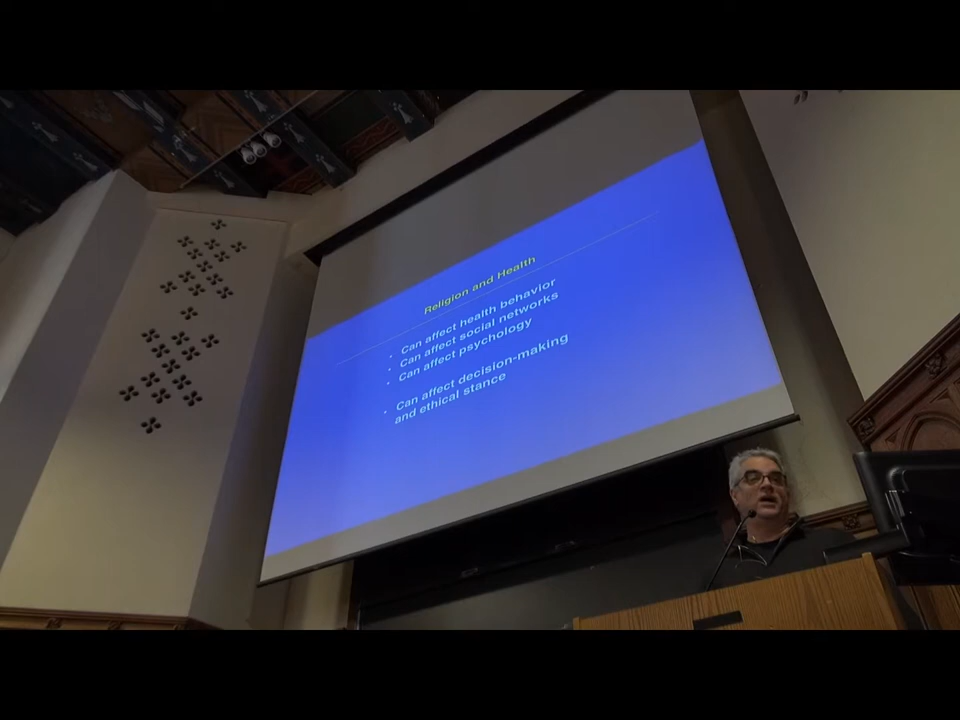 Religion and Health
• Can affect health behavior
• Can affect social networks
• Can affect psychology
• Can affect decision-making
and ethical stance